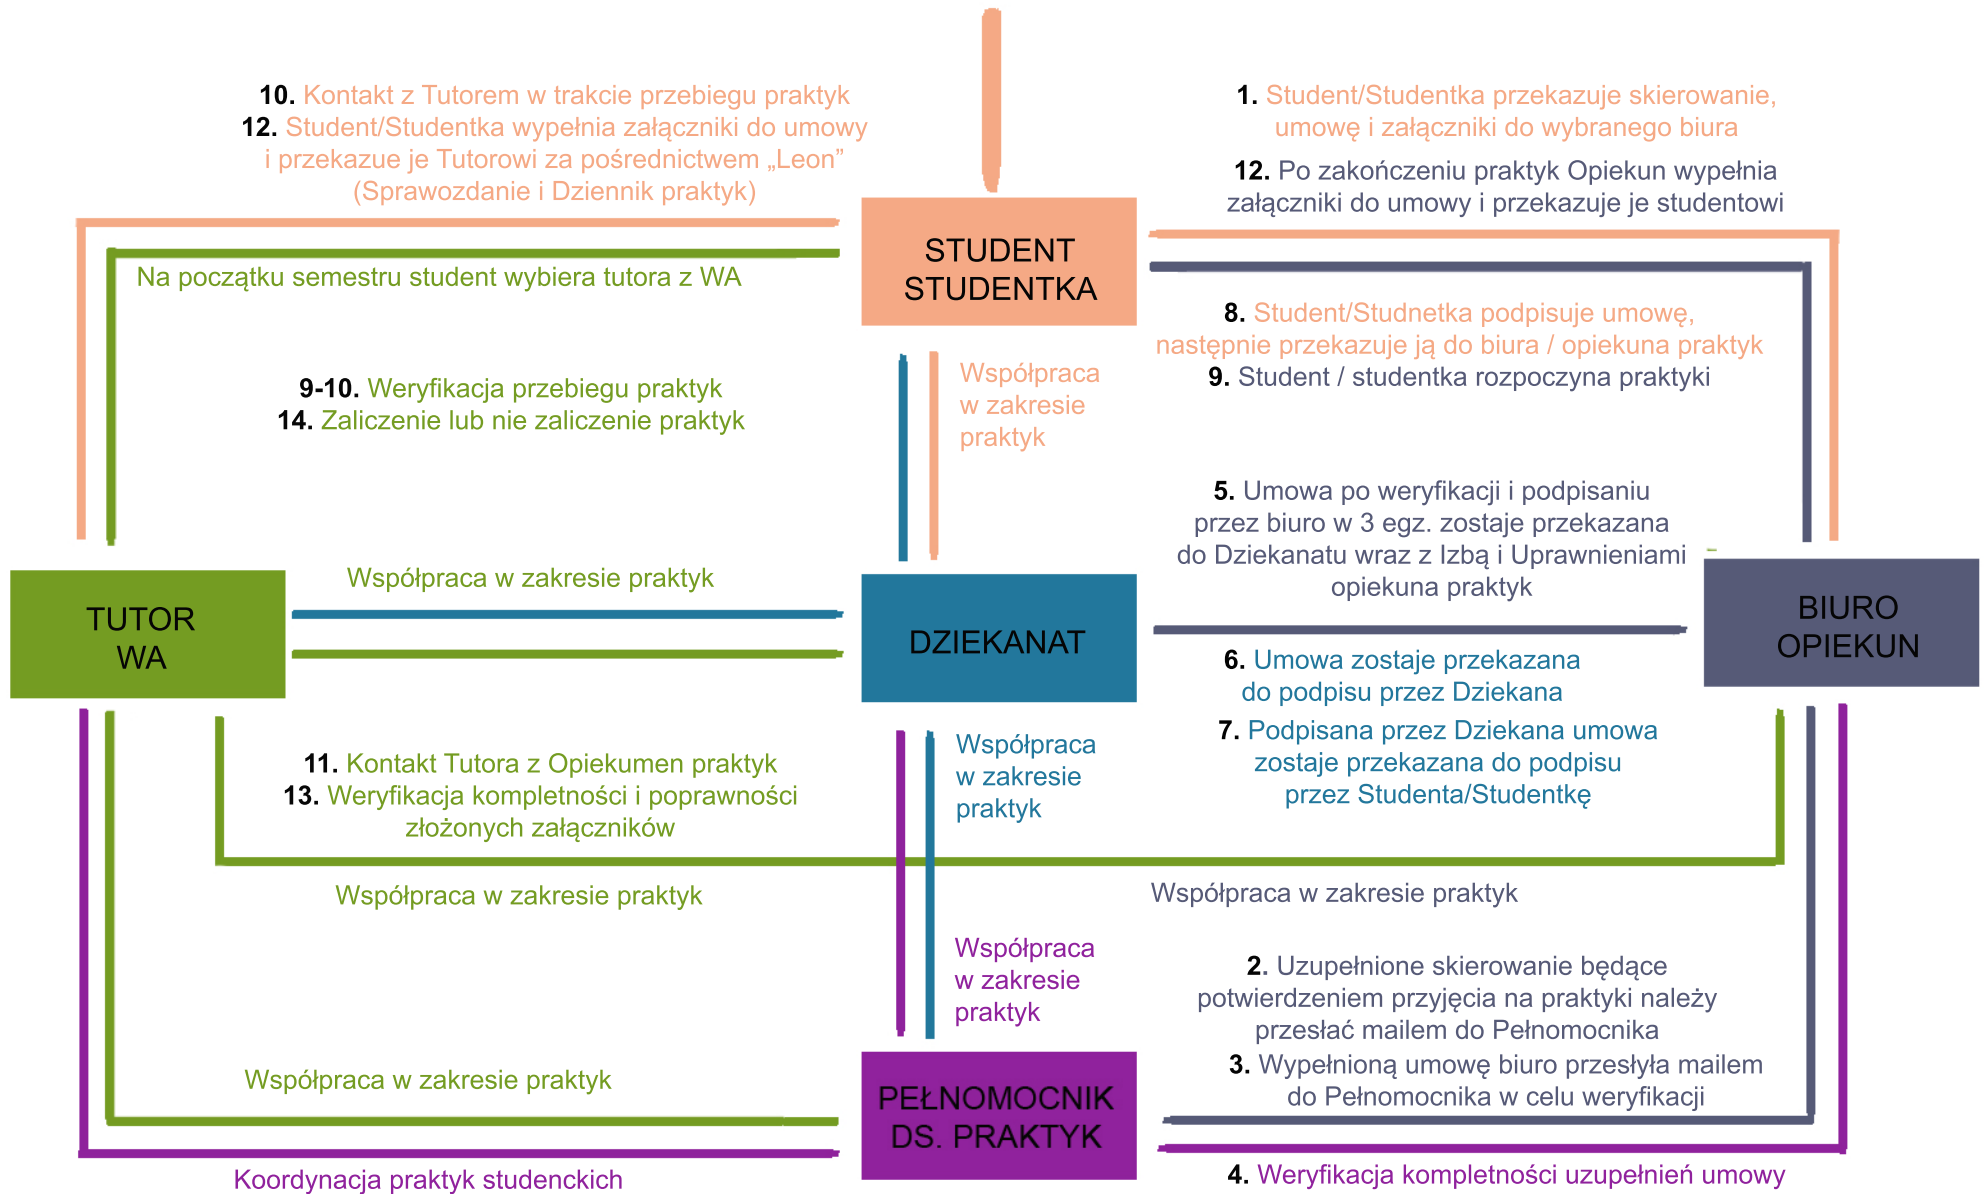 10. Kontakt z Tutorem w trakcie przebiegu praktyk
12. Student/Studentka wypełnia załączniki do umowy
i przekazue je Tutorowi za pośrednictwem „Leon”
(Sprawozdanie i Dziennik praktyk)
1. Student/Studentka przekazuje skierowanie,
umowę i załączniki do wybranego biura
12. Po zakończeniu praktyk Opiekun wypełnia
załączniki do umowy i przekazuje je studentowi
STUDENT
STUDENTKA
Na początku semestru student wybiera tutora z WA
8. Student/Studnetka podpisuje umowę,
następnie przekazuje ją do biura / opiekuna praktyk
9. Student / studentka rozpoczyna praktyki
9-10. Weryfikacja przebiegu praktyk
14. Zaliczenie lub nie zaliczenie praktyk
Współpraca
w zakresie
praktyk
5. Umowa po weryfikacji i podpisaniu
przez biuro w 3 egz. zostaje przekazana
do Dziekanatu wraz z Izbą i Uprawnieniami
opiekuna praktyk
Współpraca w zakresie praktyk
TUTOR
WA
DZIEKANAT
BIURO
OPIEKUN
6. Umowa zostaje przekazana
do podpisu przez Dziekana
7. Podpisana przez Dziekana umowa
zostaje przekazana do podpisu
przez Studenta/Studentkę
Współpraca
w zakresie
praktyk
11. Kontakt Tutora z Opiekumen praktyk
13. Weryfikacja kompletności i poprawności
złożonych załączników
Współpraca w zakresie praktyk
Współpraca w zakresie praktyk
Współpraca
w zakresie
praktyk
2. Uzupełnione skierowanie będące
potwierdzeniem przyjęcia na praktyki należy
przesłać mailem do Pełnomocnika
3. Wypełnioną umowę biuro przesłyła mailem
do Pełnomocnika w celu weryfikacji
Współpraca w zakresie praktyk
PEŁNOMOCNIK
DS. PRAKTYK
Koordynacja praktyk studenckich
4. Weryfikacja kompletności uzupełnień umowy